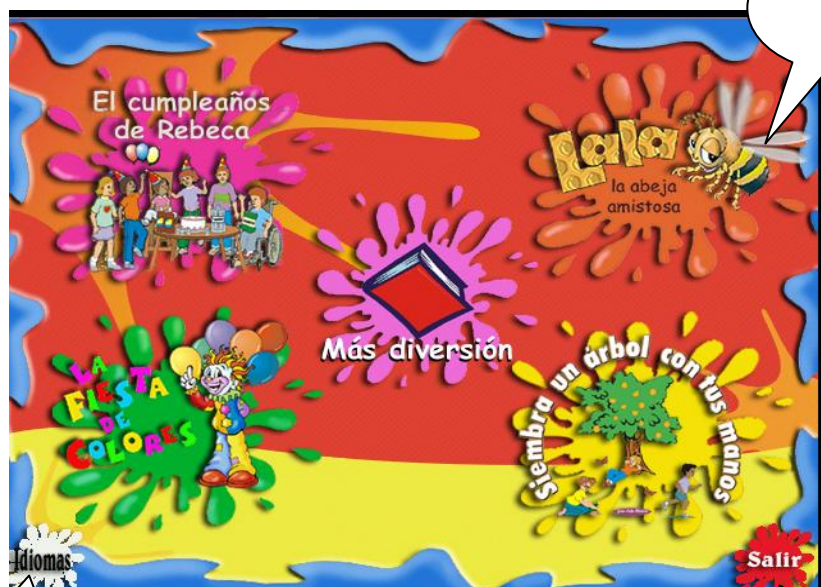 El cumpleaños
de Rebeca
Lala
la abeja
amistosa
Más diversión
LA
FIESTA
DE
COLORES
Siembra un árbol con tus manos
Idiomas
Salir